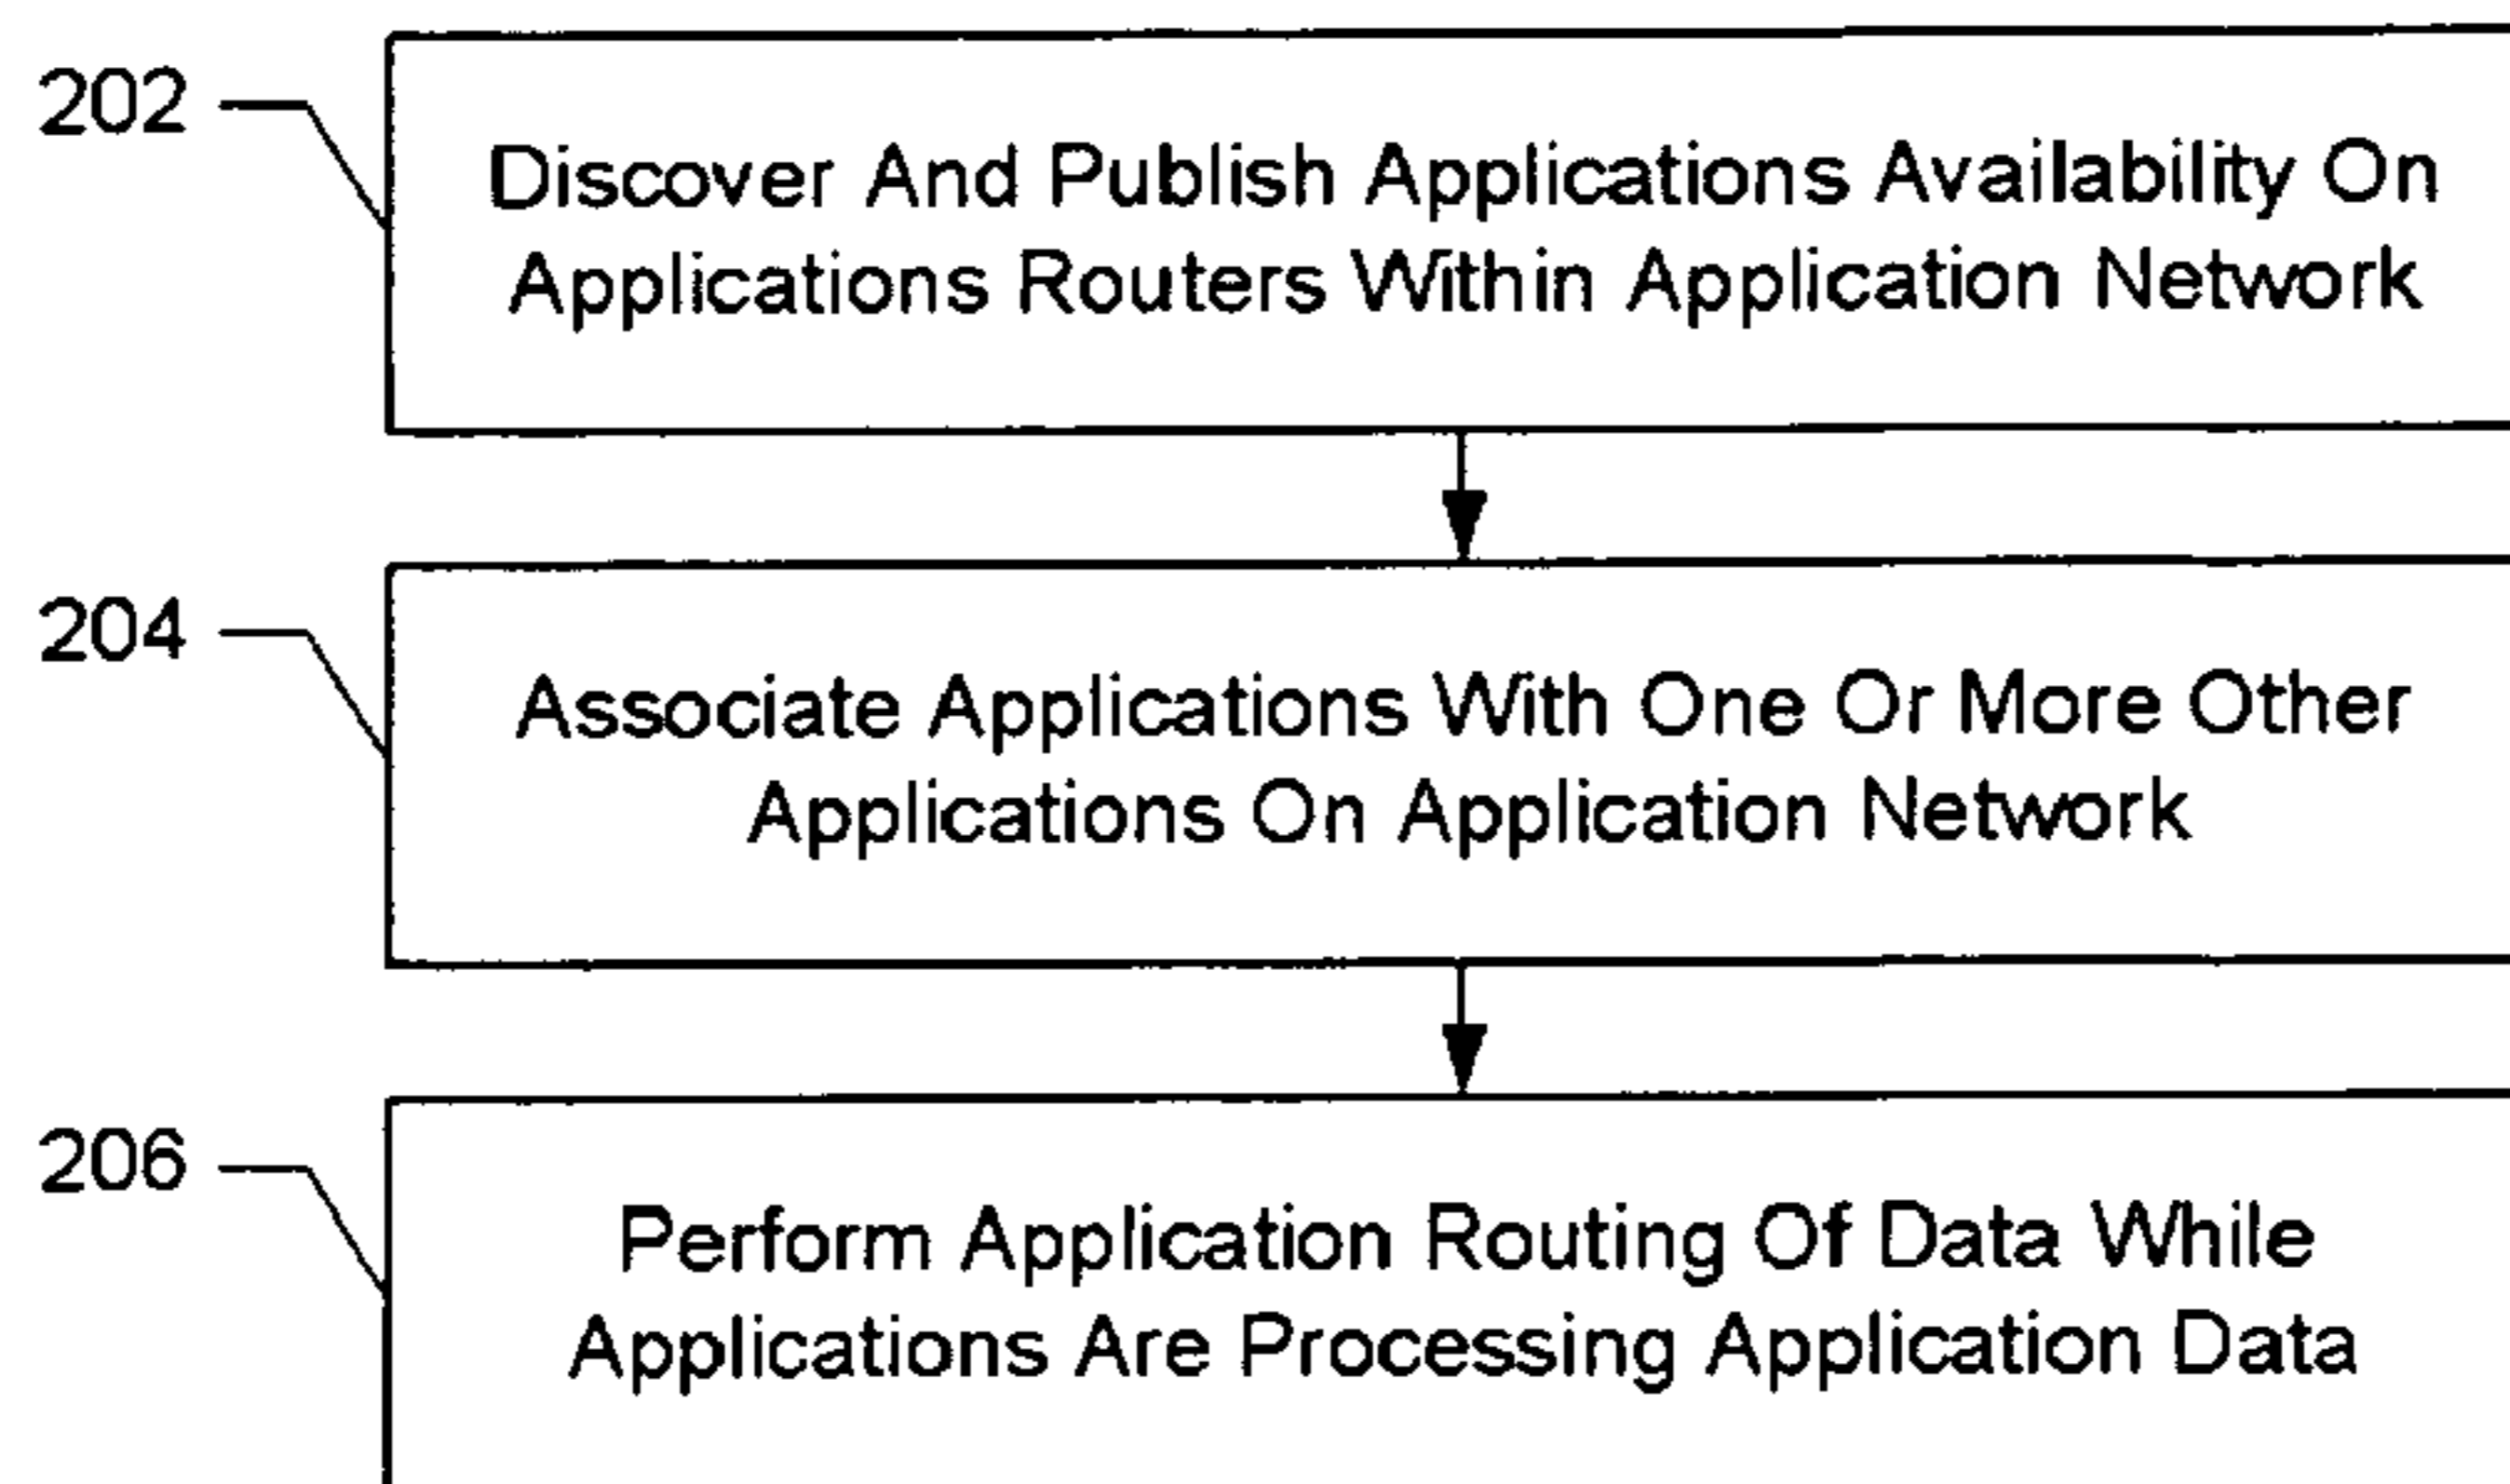 202
Discover And Publish Applications Availability On
Applications Routers Within Application Network
204
Associate Applications With One Or More Other
Applications On Application Network
206
Perform Application Routing Of Data While
Applications Are Processing Application Data